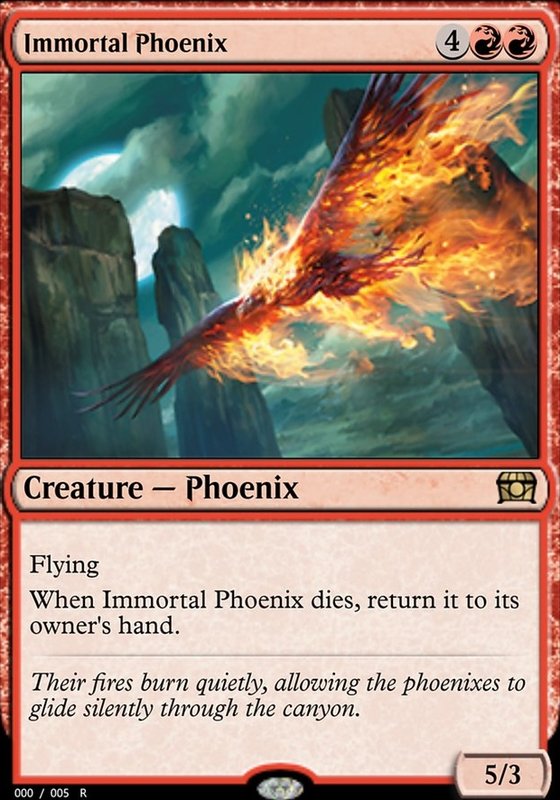 Immortal Phoenix 4
Creature — Phoenix
Flying
When Immortal Phoenix dies, return it to its
owner's hand.
Their fires burn quietly, allowing the phoenixes to
glide silently through the canyon.
5/3
000 / 005 R